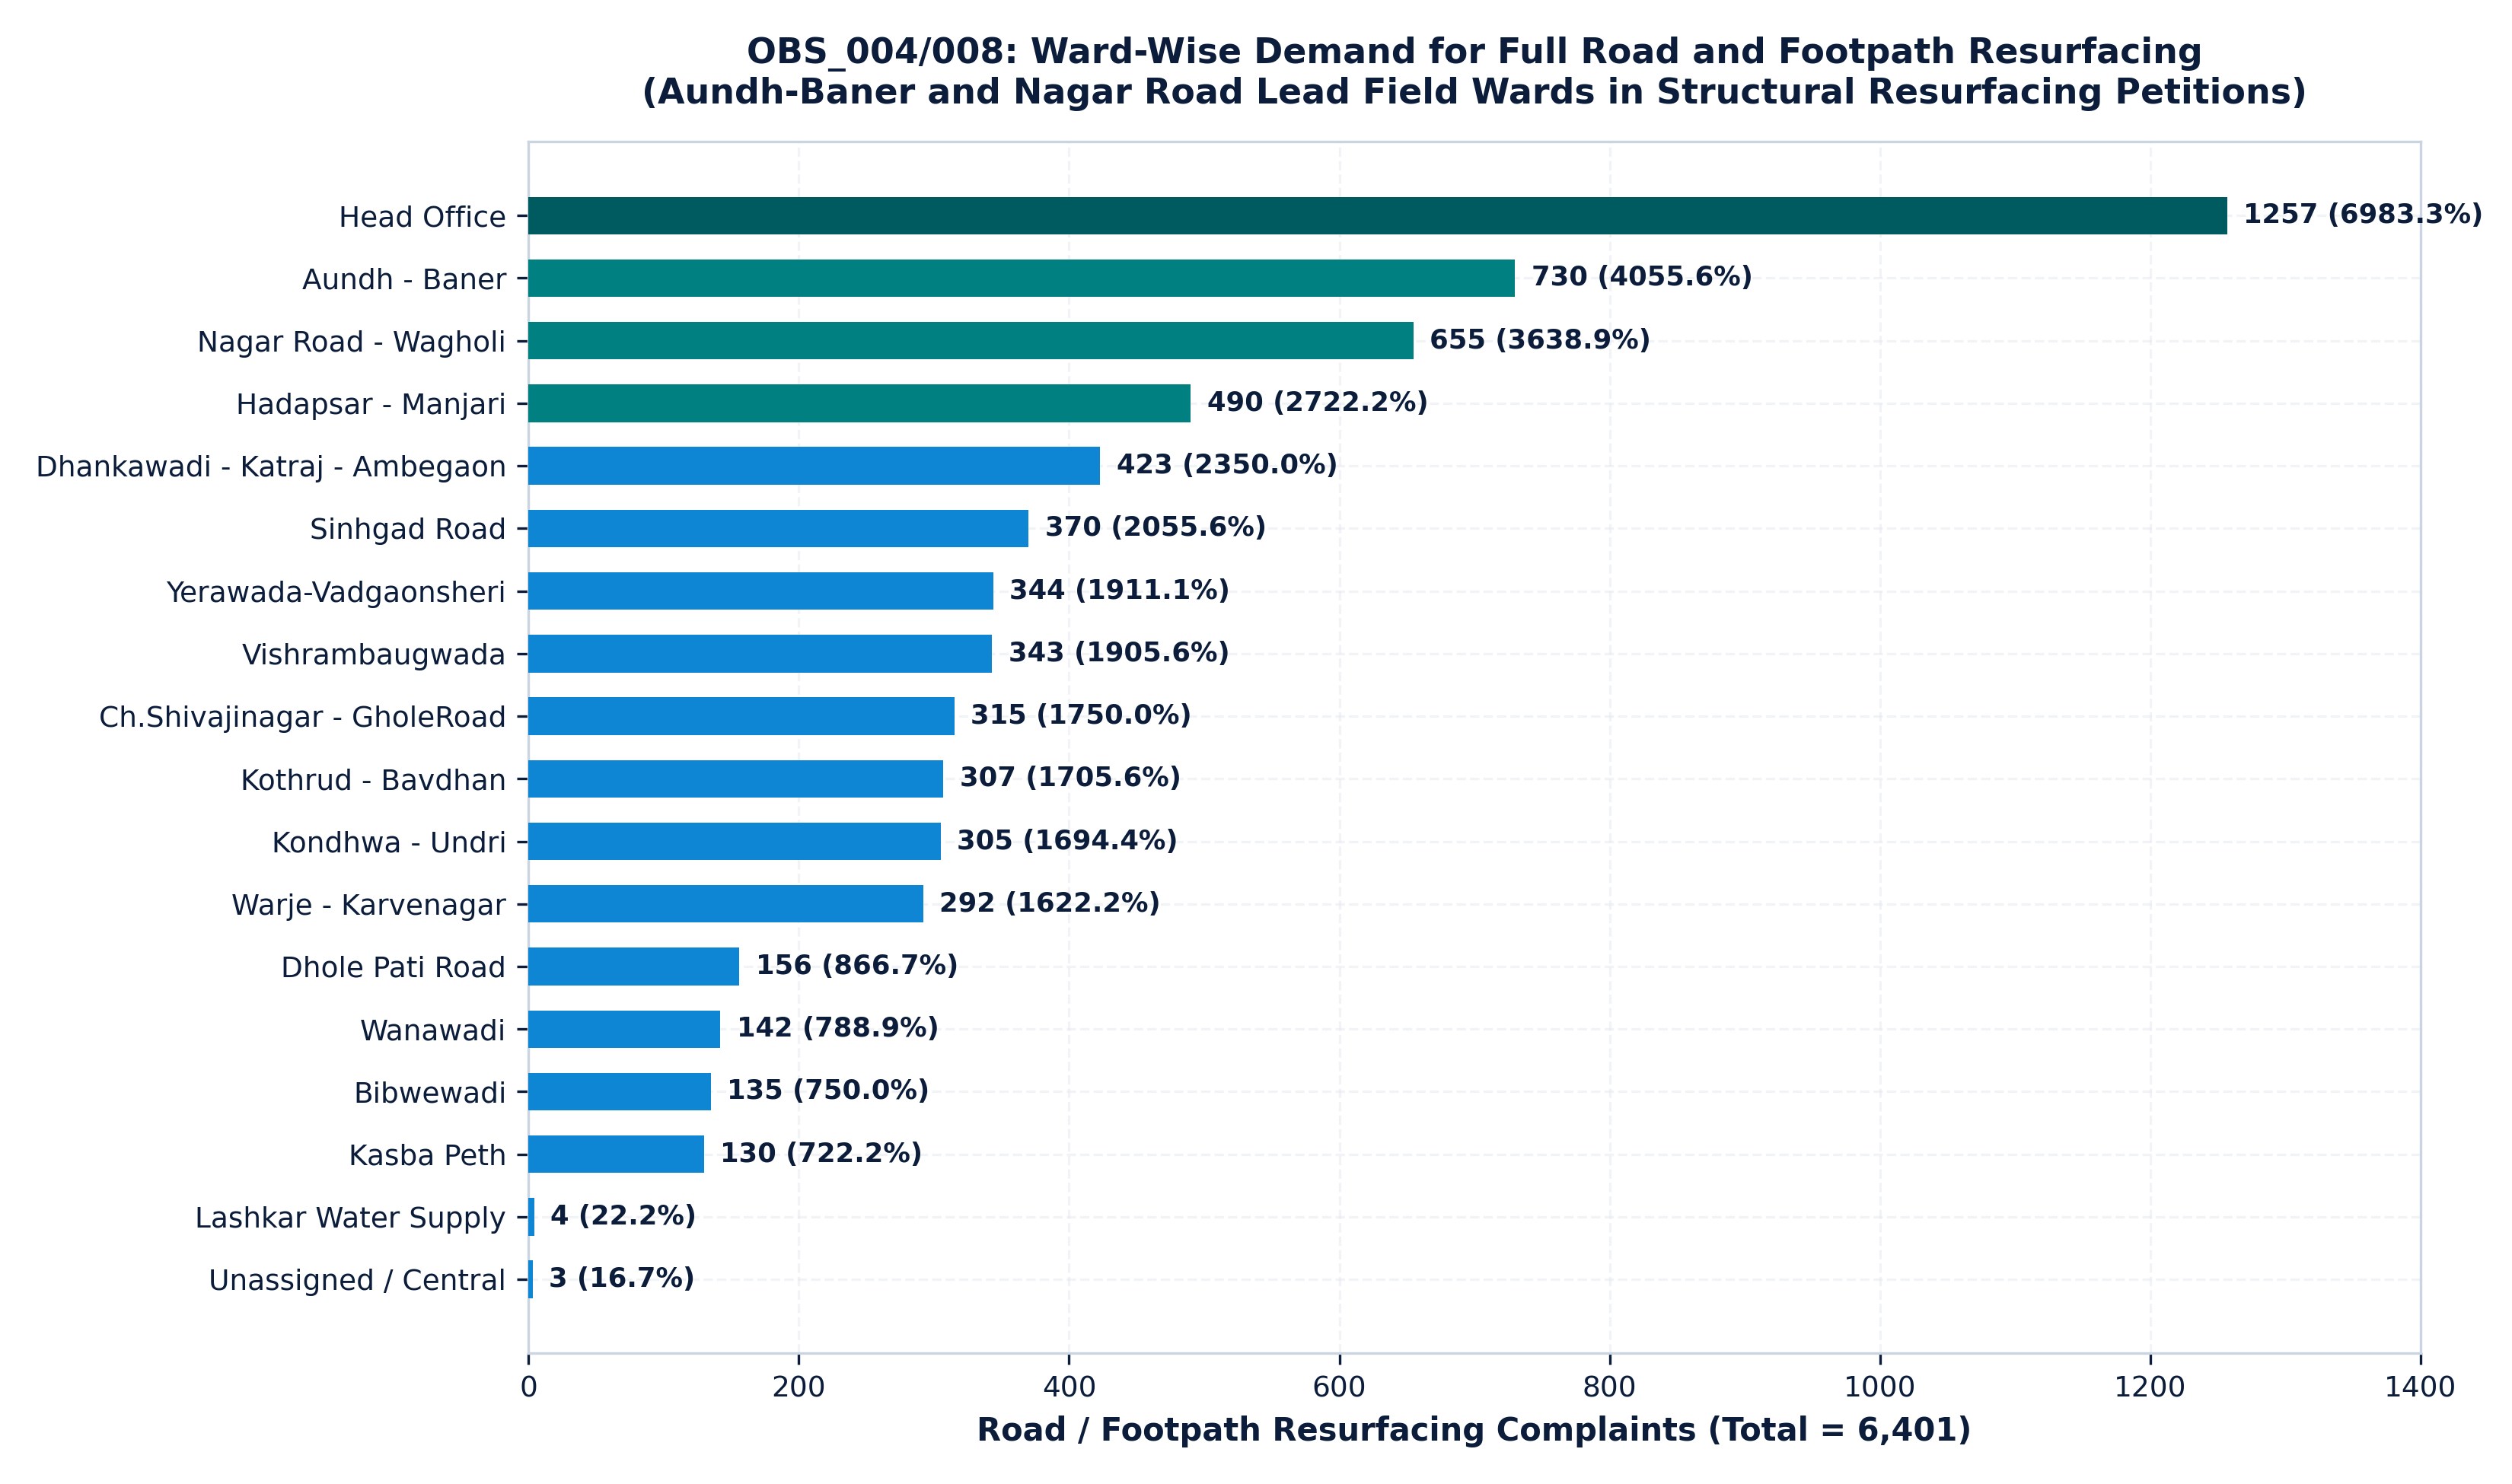 OBS_004/008: Ward-Wise Demand for Full Road and Footpath Resurfacing
(Aundh-Baner and Nagar Road Lead Field Wards in Structural Resurfacing Petitions)
Head Office 1257 (6983.3%)
Aundh - Baner 730 (4055.6%)
Nagar Road - Wagholi 655 (3638.9%)
Hadapsar - Manjari 490 (2722.2%)
Dhankawadi - Katraj - Ambegaon 423 (2350.0%)
Sinhgad Road 370 (2055.6%)
Yerawada-Vadgaonsheri 344 (1911.1%)
Vishrambaugwada 343 (1905.6%)
Ch.Shivajinagar - GholeRoad 315 (1750.0%)
Kothrud - Bavdhan 307 (1705.6%)
Kondhwa - Undri 305 (1694.4%)
Warje - Karvenagar 292 (1622.2%)
Dhole Pati Road 156 (866.7%)
Wanawadi 142 (788.9%)
Bibwewadi 135 (750.0%)
Kasba Peth 130 (722.2%)
Lashkar Water Supply 4 (22.2%)
Unassigned / Central 3 (16.7%)
0 200 400 600 800 1000 1200 1400
Road / Footpath Resurfacing Complaints (Total = 6,401)